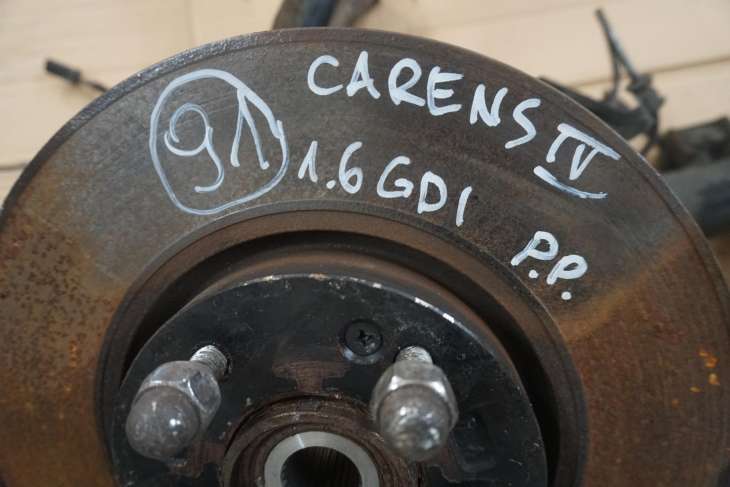 91
CARENS IV
1.6 GDI
P.P.